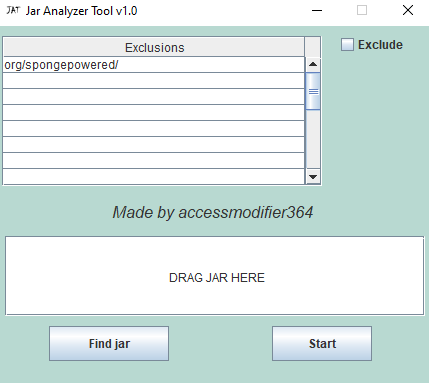 JAT Jar Analyzer Tool v1.0
Exclusions
Exclude
org/spongepowered/
Made by accessmodifier364
DRAG JAR HERE
Find jar
Start